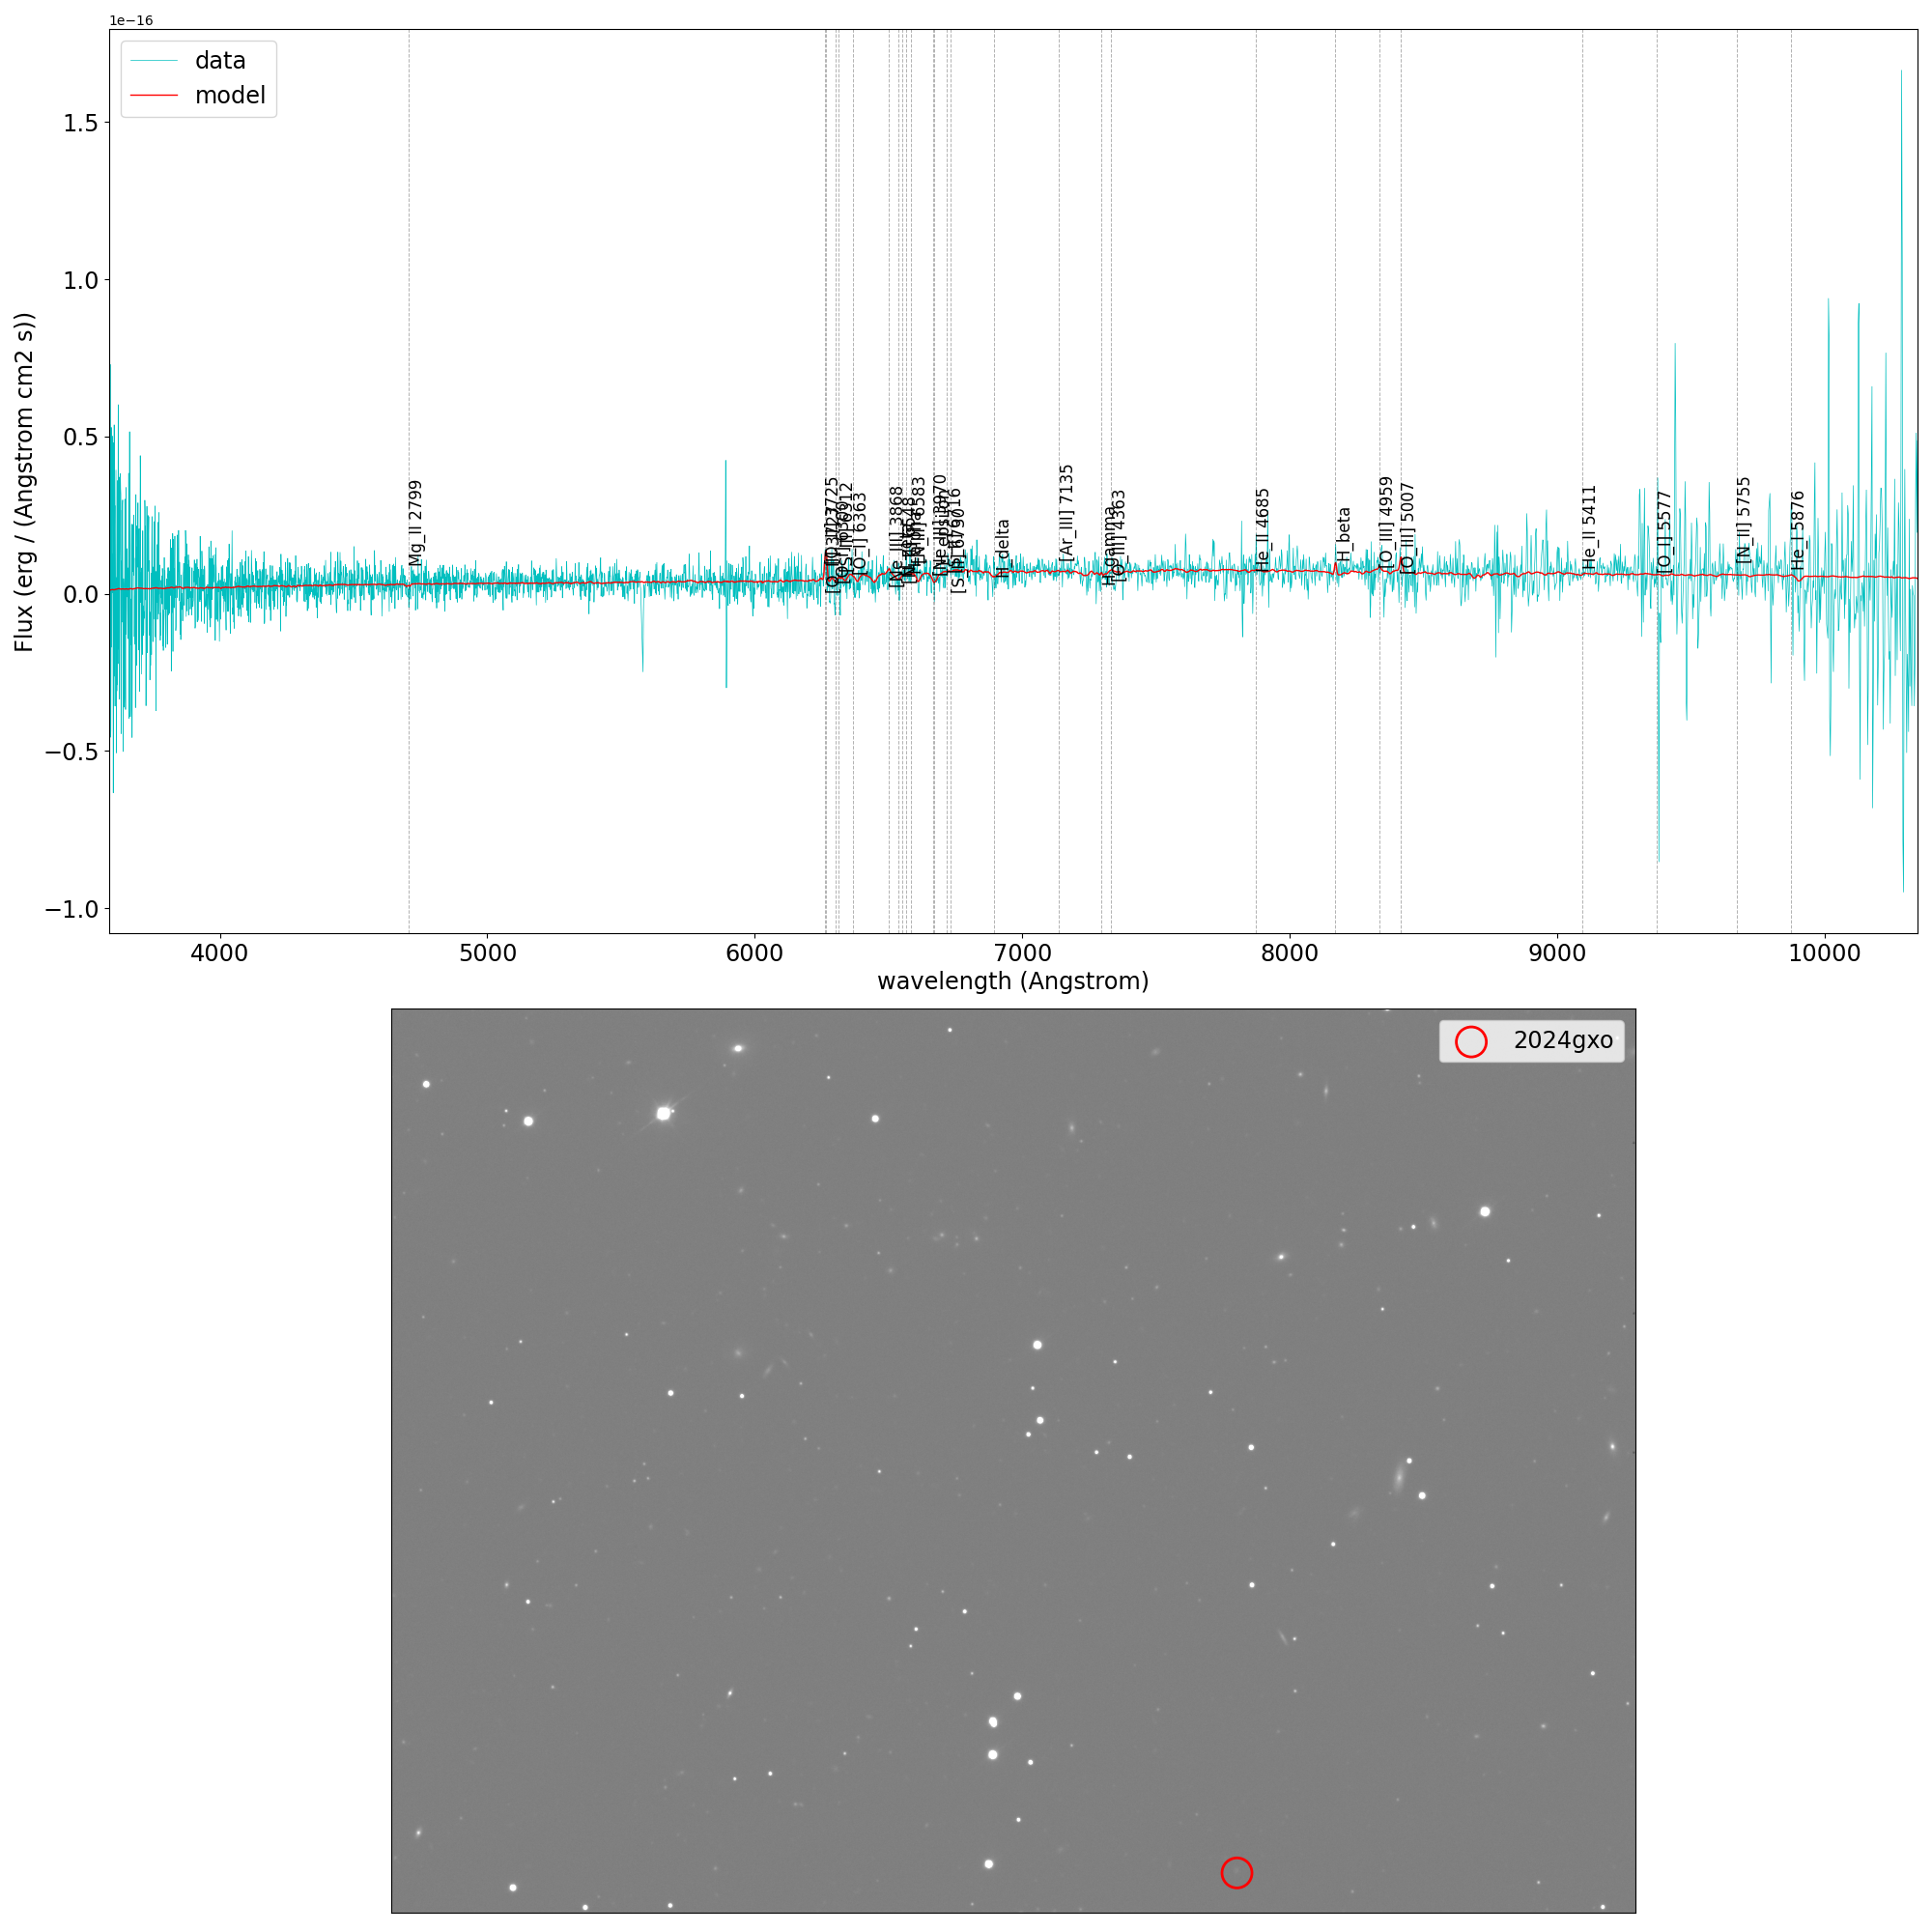 1e−16
data
model
1.5
1.0
0.5
0.0
−0.5
−1.0
Flux (erg / (Angstrom cm2 s))
Mg_II 2799
[O_I] 6363
[Ar_III] 7135
H_delta
H_gamma
[O_III] 4363
He_II 4685
H_beta
[O_III] 4959
[O_III] 5007
He_II 5411
[O_I] 5577
[N_II] 5755
He_I 5876
4000 5000 6000 7000 8000 9000 10000
wavelength (Angstrom)
2024gxo